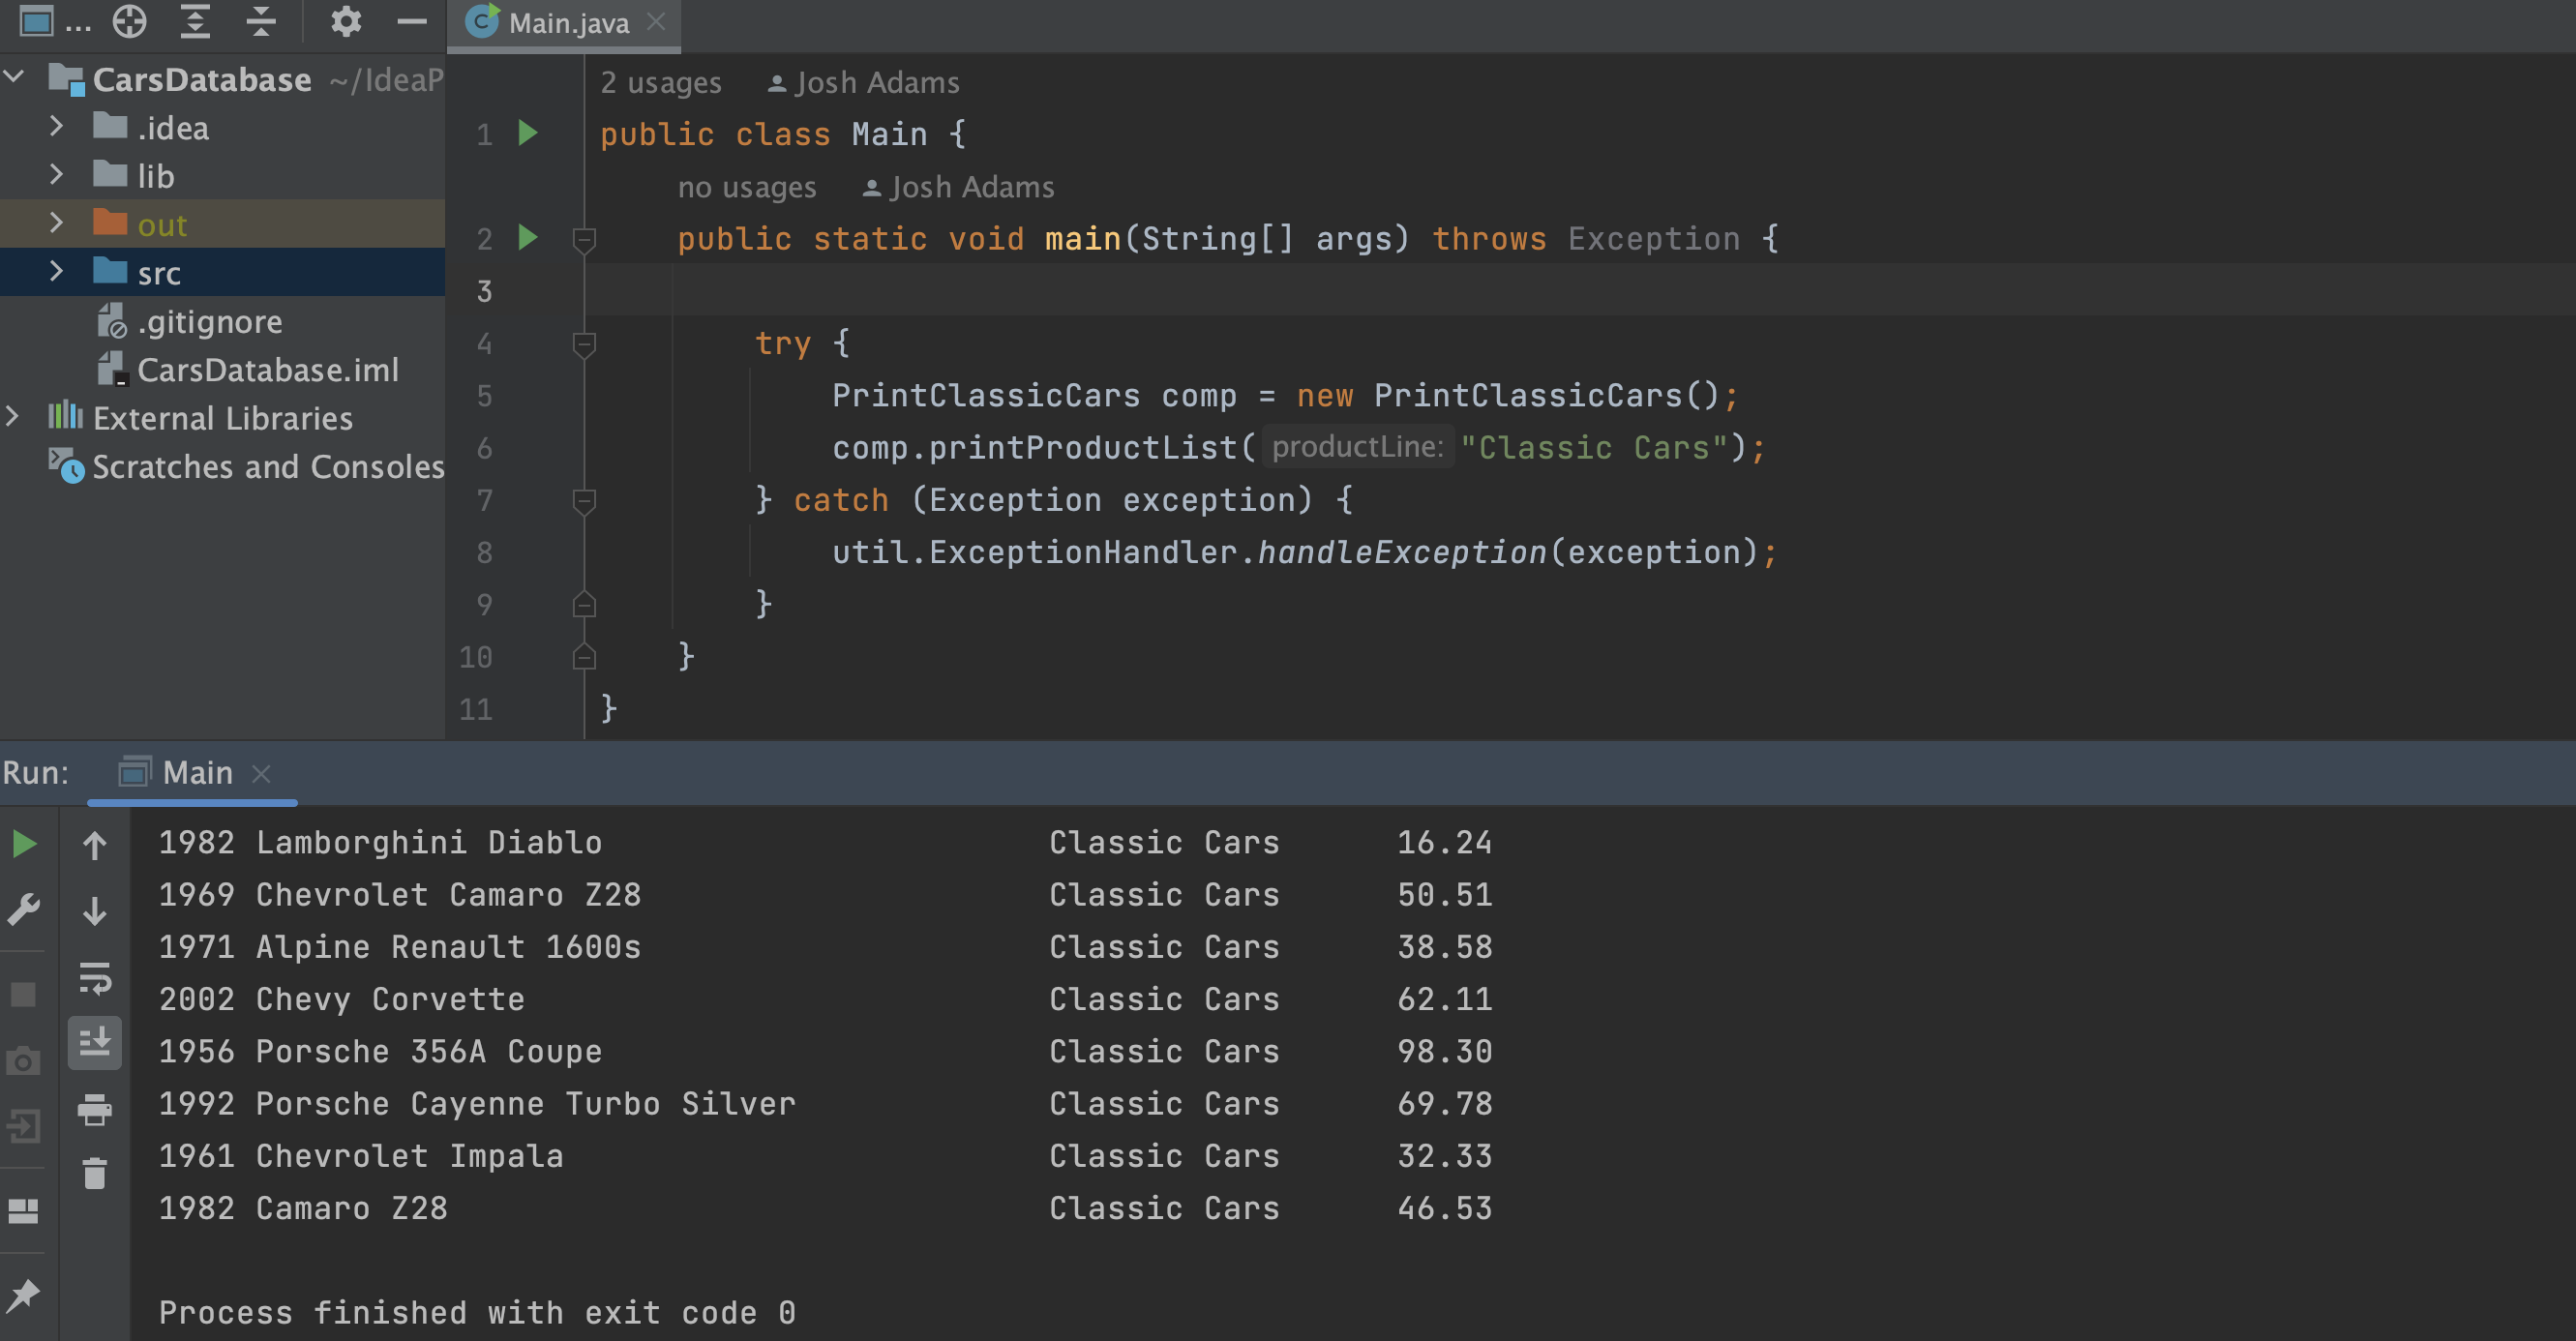 ...
Main.java
CarsDatabase ~/IdeaP
.idea
lib
out
src
.gitignore
CarsDatabase.iml
External Libraries
Scratches and Consoles
2 usages Josh Adams
1 public class Main {
no usages Josh Adams
2 public static void main(String[] args) throws Exception {
3
4 try {
5 PrintClassicCars comp = new PrintClassicCars();
6 comp.printProductList( productLine: "Classic Cars");
7 } catch (Exception exception) {
8 util.ExceptionHandler.handleException(exception);
9 }
10 }
11 }
Run: Main
1982 Lamborghini Diablo Classic Cars 16.24
1969 Chevrolet Camaro Z28 Classic Cars 50.51
1971 Alpine Renault 1600s Classic Cars 38.58
2002 Chevy Corvette Classic Cars 62.11
1956 Porsche 356A Coupe Classic Cars 98.30
1992 Porsche Cayenne Turbo Silver Classic Cars 69.78
1961 Chevrolet Impala Classic Cars 32.33
1982 Camaro Z28 Classic Cars 46.53
Process finished with exit code 0